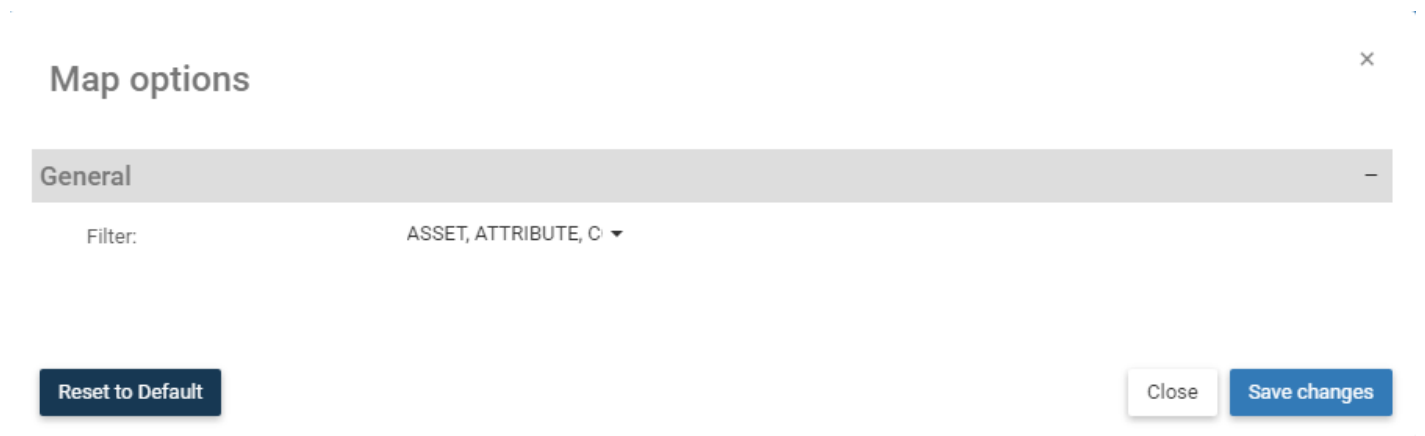 Map options
×
General
–
Filter:
ASSET, ATTRIBUTE, C
Reset to Default
Close
Save changes